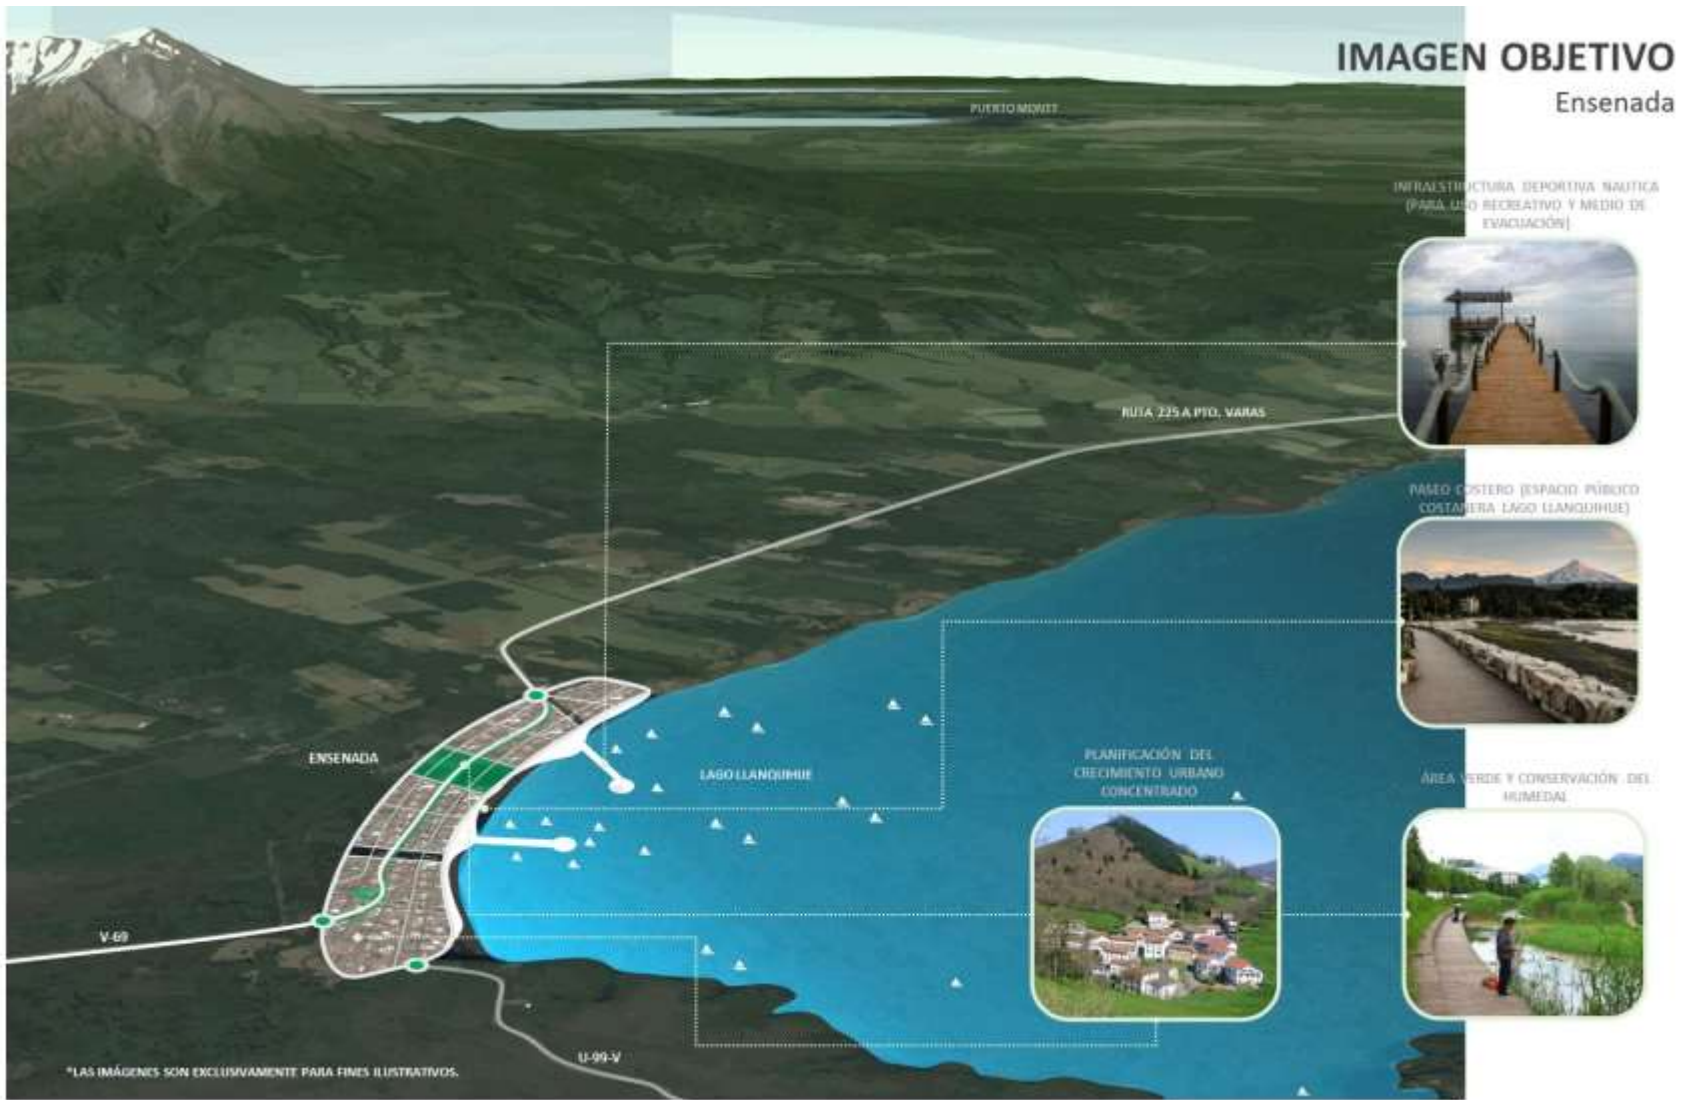 IMAGEN OBJETIVO
Ensenada
PUERTO MONTT
INFRAESTRUCTURA DEPORTIVA NAUTICA
(PARA USO RECREATIVO Y MEDIO DE
EVACUACIÓN)
RUTA 225 A PTO. VARAS
PASEO COSTERO (ESPACIO PÚBLICO
COSTANERA LAGO LLANQUIHUE)
ENSENADA
LAGO LLANQUIHUE
PLANIFICACIÓN DEL
CRECIMIENTO URBANO
CONCENTRADO
ÁREA VERDE Y CONSERVACIÓN DEL
HUMEDAL
V-69
U-99-V
*LAS IMÁGENES SON EXCLUSIVAMENTE PARA FINES ILUSTRATIVOS.